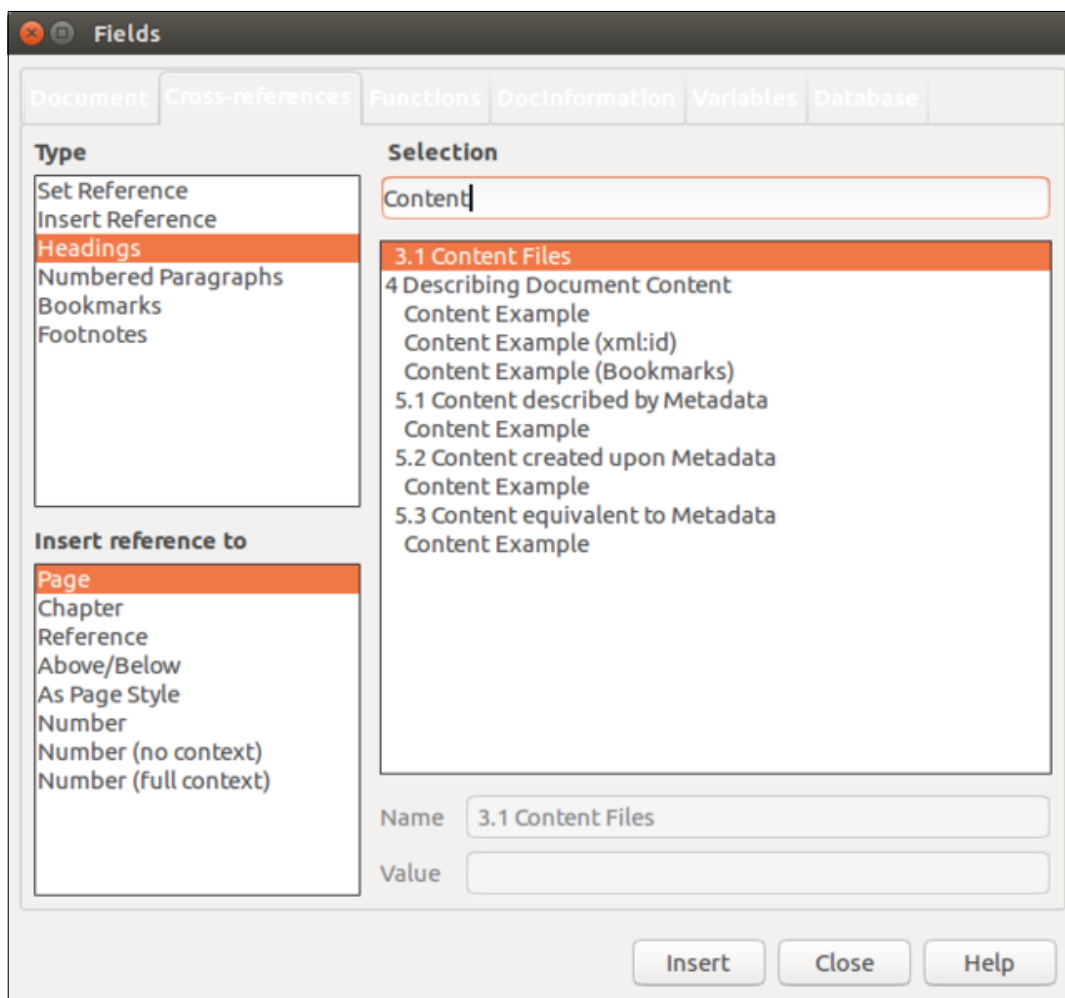 Fields
Document Cross-references Functions DocInformation Variables Database
Type
Set Reference
Insert Reference
Headings
Numbered Paragraphs
Bookmarks
Footnotes
Insert reference to
Page
Chapter
Reference
Above/Below
As Page Style
Number
Number (no context)
Number (full context)
Selection
Content
3.1 Content Files
4 Describing Document Content
Content Example
Content Example (xml:id)
Content Example (Bookmarks)
5.1 Content described by Metadata
Content Example
5.2 Content created upon Metadata
Content Example
5.3 Content equivalent to Metadata
Content Example
Name 3.1 Content Files
Value
Insert Close Help